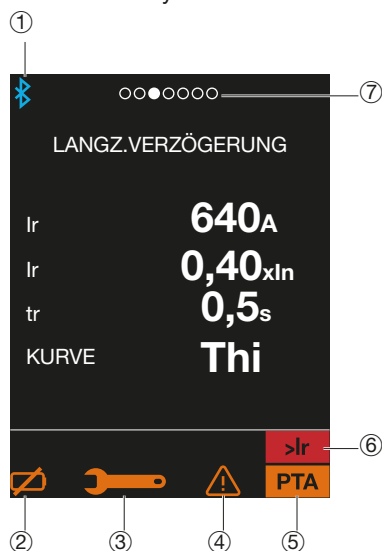 ①
⑦
LANGZ.VERZÖGERUNG
Ir 640A
Ir 0,40xIn
tr 0,5s
KURVE Thi
>Ir ⑥
PTA
② ③ ④ ⑤